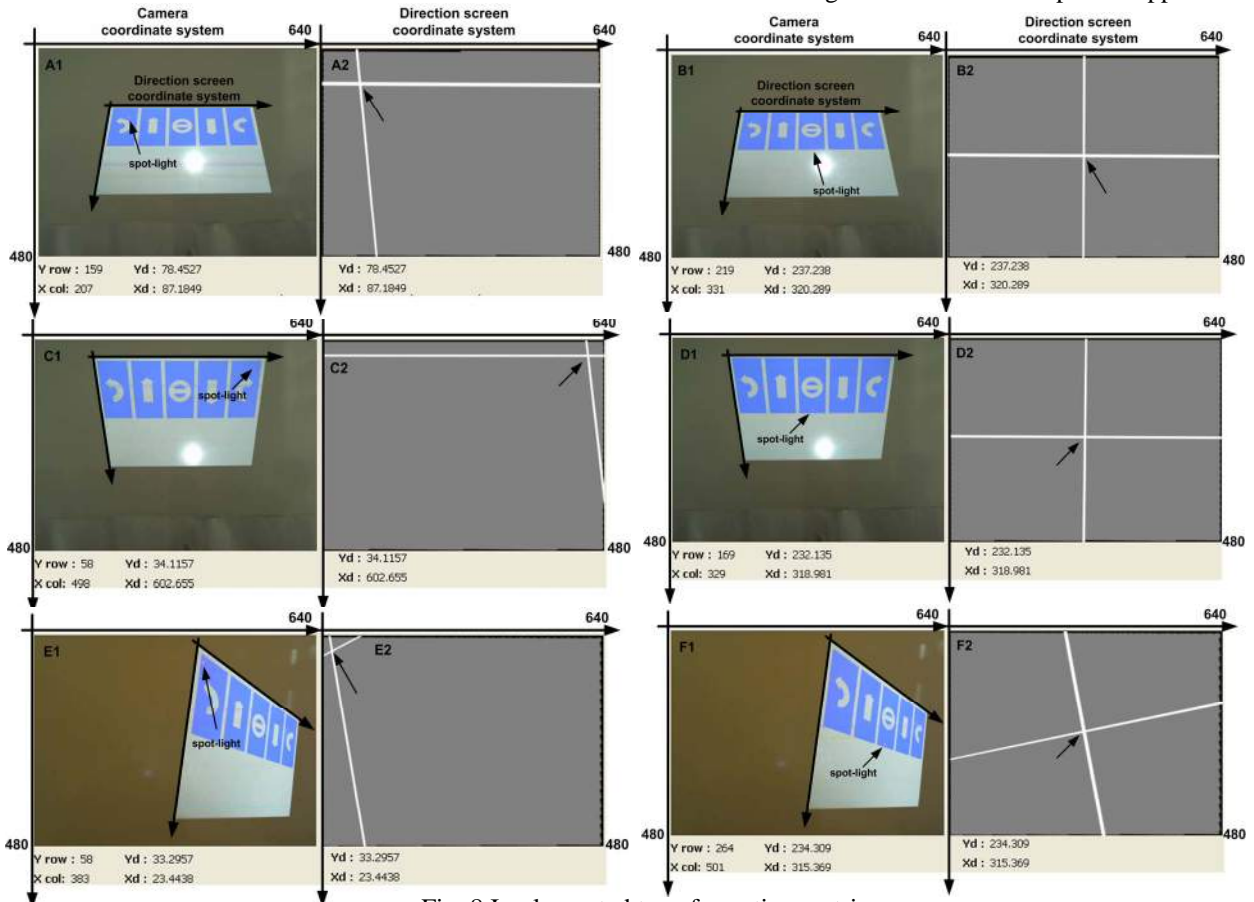 Camera
coordinate system
640
Direction screen
coordinate system
640
A1
Direction screen
coordinate system
spot-light
A2
480
480
Y row : 159 Yd : 78.4527
X col: 207 Xd : 87.1849
Yd : 78.4527
Xd : 87.1849
Camera
coordinate system
Direction screen
coordinate system
640
B1
Direction screen
coordinate system
spot-light
B2
480
Y row : 219 Yd : 237.238
X col: 331 Xd : 320.289
Yd : 237.238
Xd : 320.289
640
640
C1
spot-light
C2
480
480
Y row : 58 Yd : 34.1157
X col: 498 Xd : 602.655
Yd : 34.1157
Xd : 602.655
D1
spot-light
D2
480
Y row : 169 Yd : 232.135
X col: 329 Xd : 318.981
Yd : 232.135
Xd : 318.981
640
640
E1
spot-light
E2
480
480
Y row : 58 Yd : 33.2957
X col: 383 Xd : 23.4438
Yd : 33.2957
Xd : 23.4438
640
F1
spot-light
F2
480
Y row : 264 Yd : 234.309
X col: 501 Xd : 315.369
Yd : 234.309
Xd : 315.369